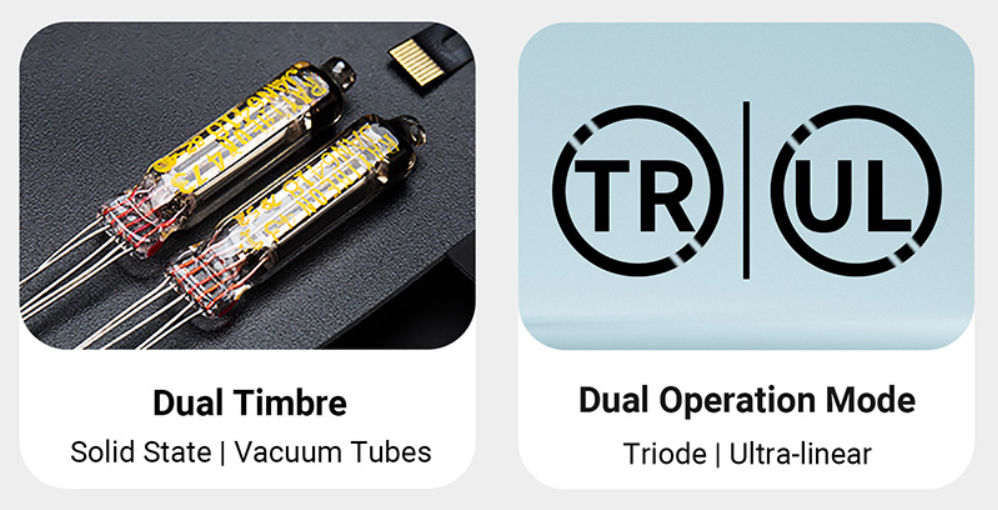 TR | UL
Dual Timbre
Solid State | Vacuum Tubes
Dual Operation Mode
Triode | Ultra-linear